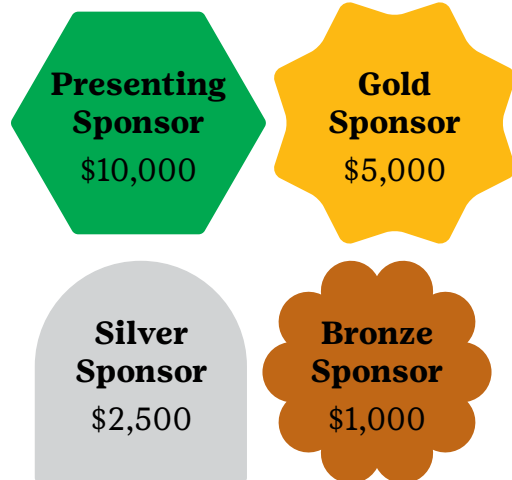 Presenting
Sponsor
$10,000
Gold
Sponsor
$5,000
Silver
Sponsor
$2,500
Bronze
Sponsor
$1,000